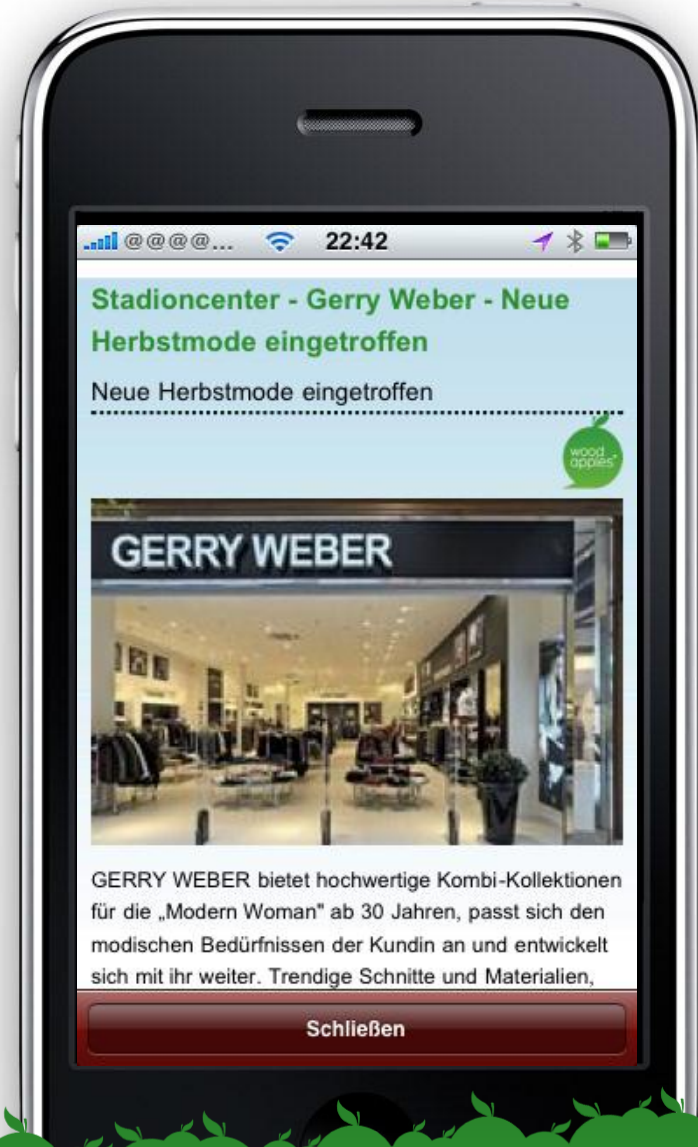 @@@@... 22:42
Stadioncenter - Gerry Weber - Neue
Herbstmode eingetroffen
Neue Herbstmode eingetroffen
wood
apples
GERRY WEBER
GERRY WEBER bietet hochwertige Kombi-Kollektionen
für die „Modern Woman" ab 30 Jahren, passt sich den
modischen Bedürfnissen der Kundin an und entwickelt
sich mit ihr weiter. Trendige Schnitte und Materialien,
Schließen